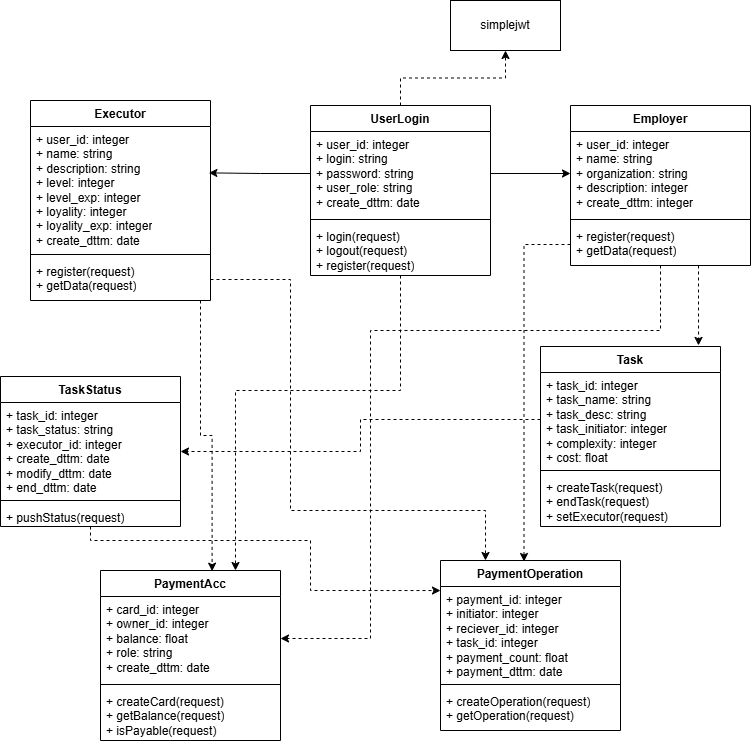 simplejwt
Executor
+ user_id: integer
+ name: string
+ description: string
+ level: integer
+ level_exp: integer
+ loyality: integer
+ loyality_exp: integer
+ create_dttm: date
+ register(request)
+ getData(request)
UserLogin
+ user_id: integer
+ login: string
+ password: string
+ user_role: string
+ create_dttm: date
+ login(request)
+ logout(request)
+ register(request)
Employer
+ user_id: integer
+ name: string
+ organization: string
+ description: integer
+ create_dttm: integer
+ register(request)
+ getData(request)
TaskStatus
+ task_id: integer
+ task_status: string
+ executor_id: integer
+ create_dttm: date
+ modify_dttm: date
+ end_dttm: date
+ pushStatus(request)
Task
+ task_id: integer
+ task_name: string
+ task_desc: string
+ task_initiator: integer
+ complexity: integer
+ cost: float
+ createTask(request)
+ endTask(request)
+ setExecutor(request)
PaymentAcc
+ card_id: integer
+ owner_id: integer
+ balance: float
+ role: string
+ create_dttm: date
+ createCard(request)
+ getBalance(request)
+ isPayable(request)
PaymentOperation
+ payment_id: integer
+ initiator: integer
+ reciever_id: integer
+ task_id: integer
+ payment_count: float
+ payment_dttm: date
+ createOperation(request)
+ getOperation(request)